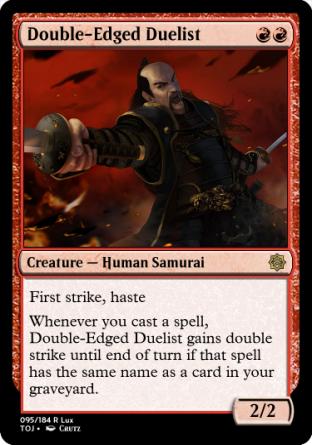 Double-Edged Duelist
Creature — Human Samurai
First strike, haste
Whenever you cast a spell,
Double-Edged Duelist gains double
strike until end of turn if that spell
has the same name as a card in your
graveyard.
2/2
095/184 R Lux
TOJ • Crutz